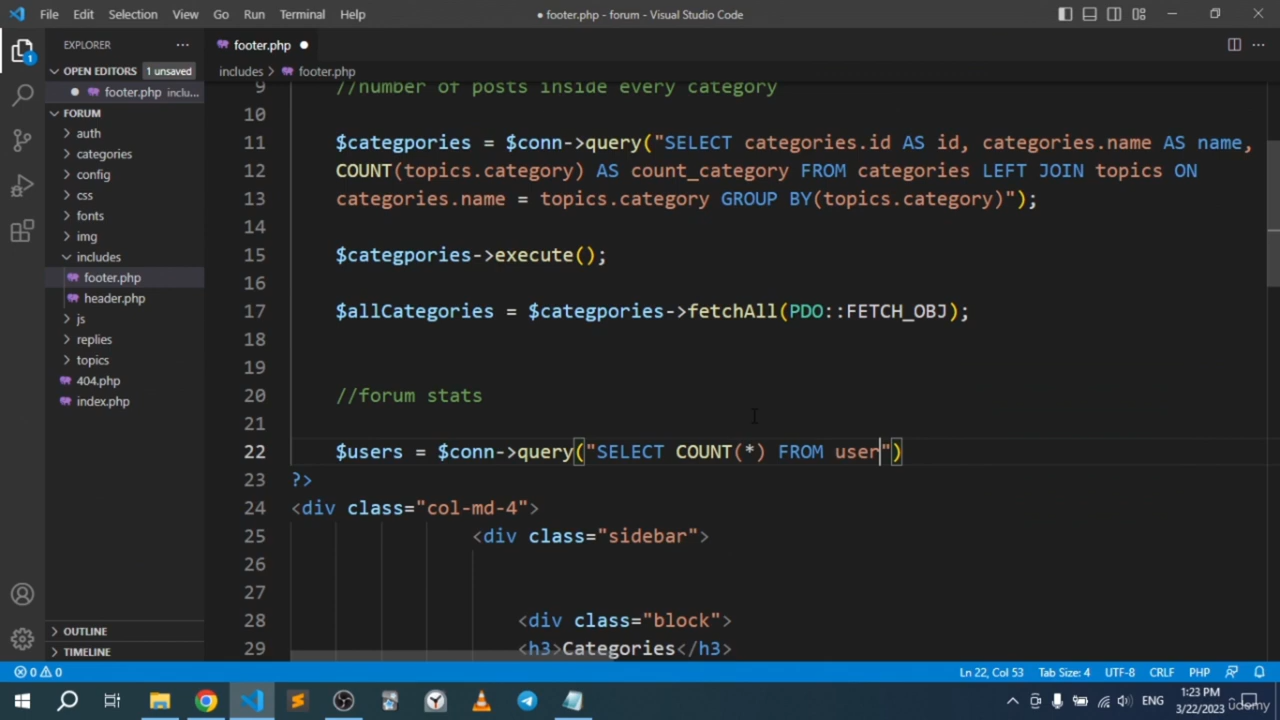 File Edit Selection View Go Run Terminal Help
● footer.php - forum - Visual Studio Code
EXPLORER
OPEN EDITORS 1 unsaved
footer.php inclu...
FORUM
auth
categories
config
css
fonts
img
includes
footer.php
header.php
js
replies
topics
404.php
index.php
OUTLINE
TIMELINE
footer.php
includes > footer.php
9 //number of posts inside every category
10
11 $categpories = $conn->query("SELECT categories.id AS id, categories.name AS name,
12 COUNT(topics.category) AS count_category FROM categories LEFT JOIN topics ON
13 categories.name = topics.category GROUP BY(topics.category)");
14
15 $categpories->execute();
16
17 $allCategories = $categpories->fetchAll(PDO::FETCH_OBJ);
18
19
20 //forum stats
21
22 $users = $conn->query("SELECT COUNT(*) FROM user")
23 ?>
24 <div class="col-md-4">
25 <div class="sidebar">
26
27
28 <div class="block">
29 <h3>Categories</h3>
0 0 Ln 22, Col 53 Tab Size: 4 UTF-8 CRLF PHP
ENG 1:23 PM
3/22/2023
udemy